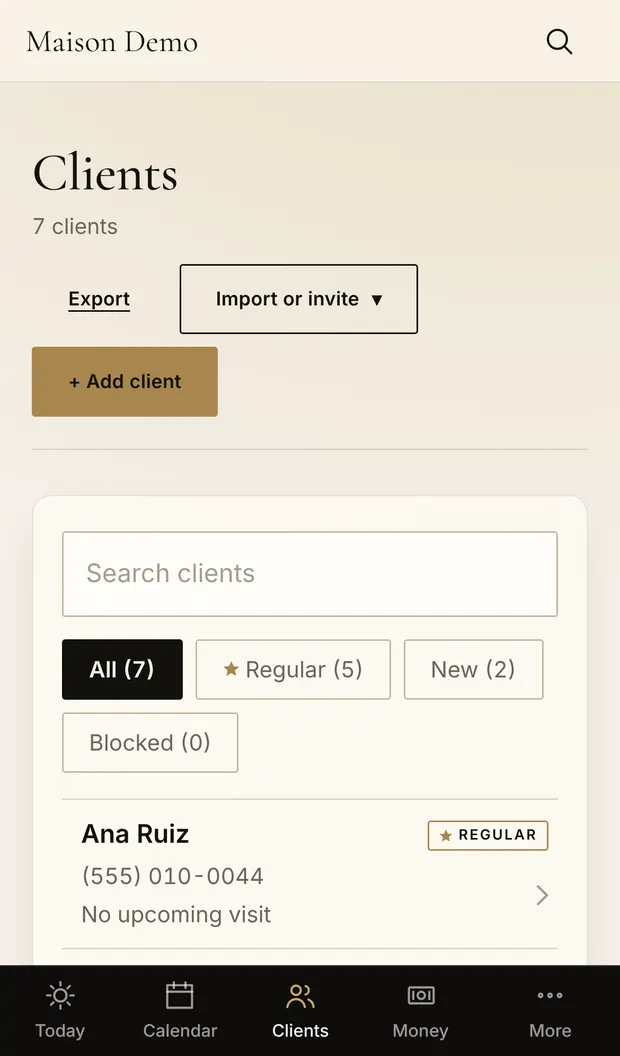 Maison Demo
Clients
7 clients
Export
Import or invite ▼
+ Add client
Search clients
All (7)
★ Regular (5)
New (2)
Blocked (0)
Ana Ruiz
★ REGULAR
(555) 010-0044
No upcoming visit
Today
Calendar
Clients
Money
More